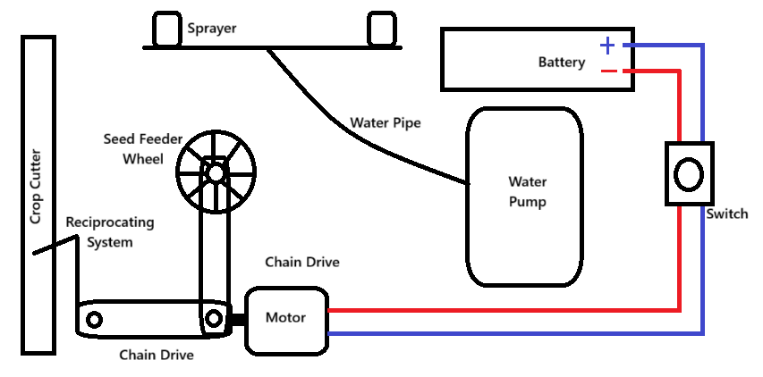 Sprayer
+
Battery
−
Seed Feeder
Wheel
Water Pipe
Crop Cutter
Water
Pump
Reciprocating
System
Switch
Chain Drive
Motor
Chain Drive